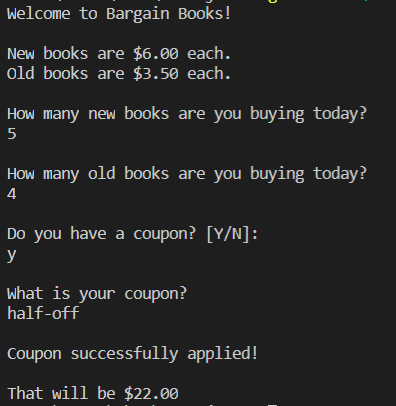 Welcome to Bargain Books!
New books are $6.00 each.
Old books are $3.50 each.
How many new books are you buying today?
5
How many old books are you buying today?
4
Do you have a coupon? [Y/N]:
y
What is your coupon?
half-off
Coupon successfully applied!
That will be $22.00